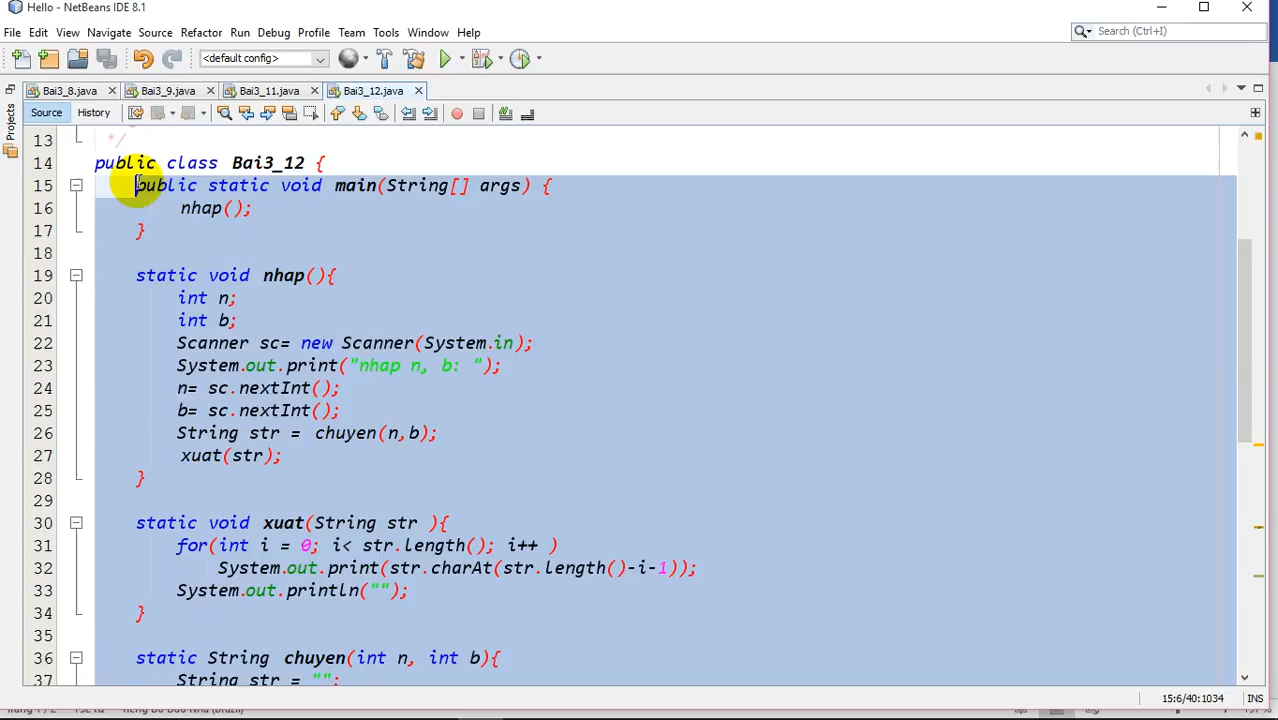 Hello - NetBeans IDE 8.1
File Edit View Navigate Source Refactor Run Debug Profile Team Tools Window Help
Search (Ctrl+I)
<default config>
Bai3_8.java Bai3_9.java Bai3_11.java Bai3_12.java
Source History
Projects
13 */
14 public class Bai3_12 {
15 public static void main(String[] args) {
16 nhap();
17 }
18
19 static void nhap(){
20 int n;
21 int b;
22 Scanner sc= new Scanner(System.in);
23 System.out.print("nhap n, b: ");
24 n= sc.nextInt();
25 b= sc.nextInt();
26 String str = chuyen(n,b);
27 xuat(str);
28 }
29
30 static void xuat(String str ){
31 for(int i = 0; i< str.length(); i++ )
32 System.out.print(str.charAt(str.length()-i-1));
33 System.out.println("");
34 }
35
36 static String chuyen(int n, int b){
37 String str = "";
15:6/40:1034 INS